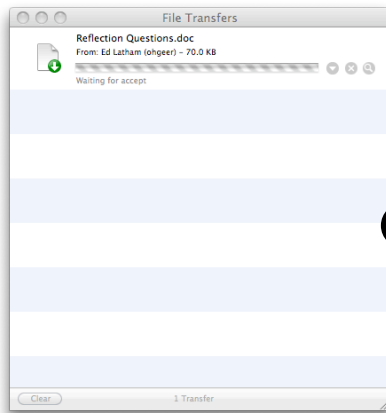 File Transfers
Reflection Questions.doc
From: Ed Latham (ohgeer) – 70.0 KB
Waiting for accept
Clear
1 Transfer